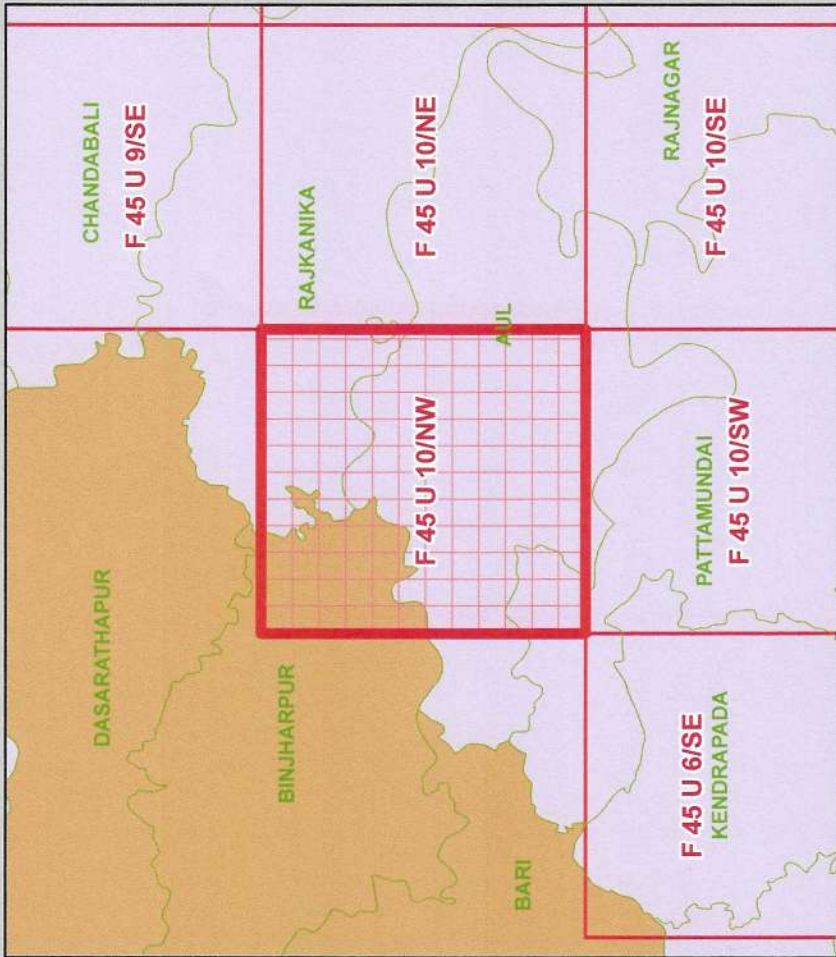 DASARATHAPUR
CHANDABALI
F 45 U 9/SE
BINJHARPUR
RAJKANIKA
F 45 U 10/NW
F 45 U 10/NE
AUL
BARI
F 45 U 6/SE
KENDRAPADA
PATTAMUNDAI
F 45 U 10/SW
RAJNAGAR
F 45 U 10/SE